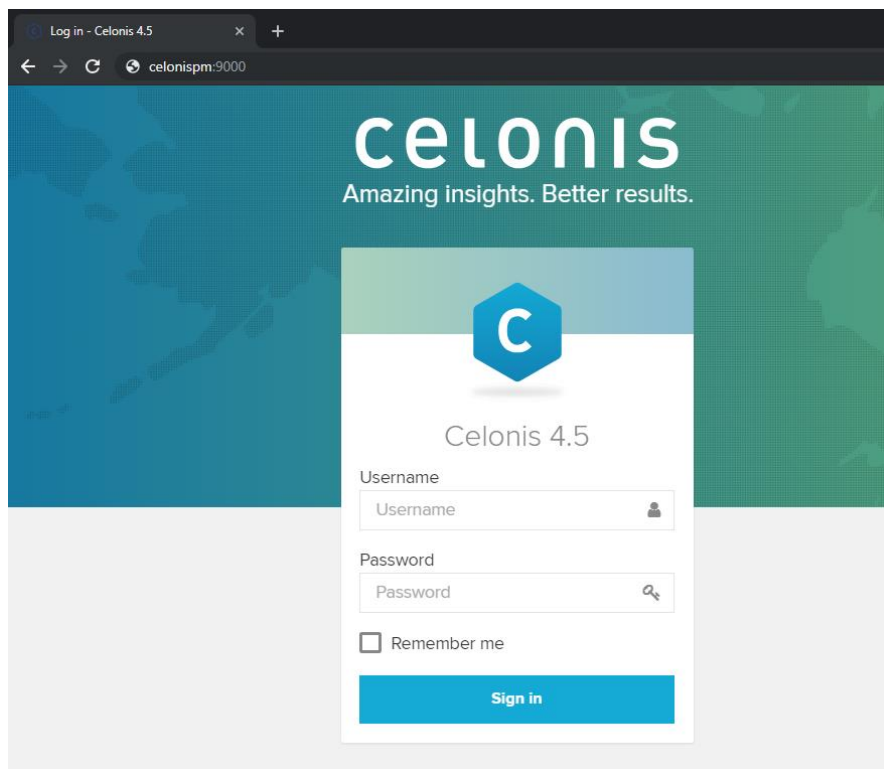 Log in - Celonis 4.5
celonispm:9000
celonis
Amazing insights. Better results.
C
Celonis 4.5
Username
Username
Password
Password
Remember me
Sign in